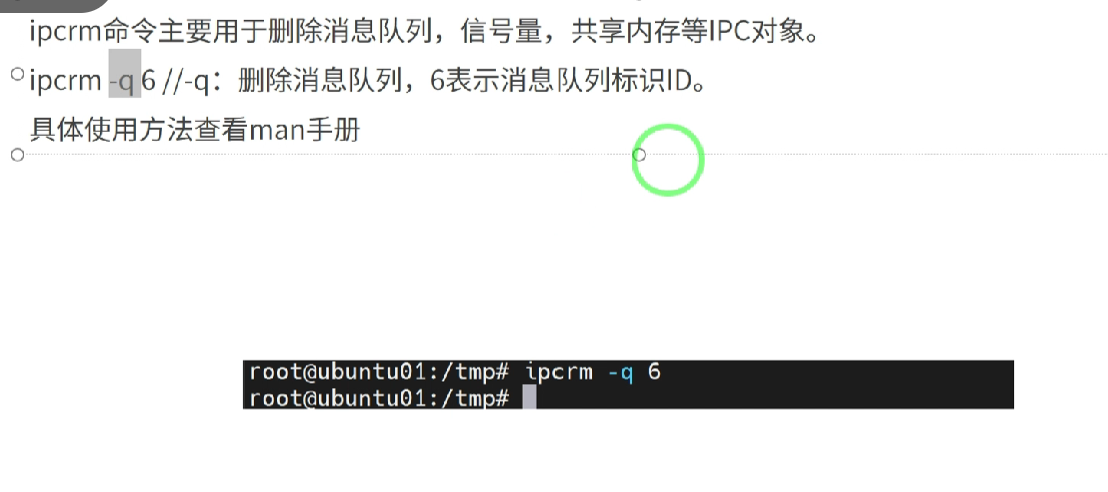 ipcrm命令主要用于删除消息队列，信号量，共享内存等IPC对象。
ipcrm -q 6 //-q：删除消息队列，6表示消息队列标识ID。
具体使用方法查看man手册
root@ubuntu01:/tmp# ipcrm -q 6
root@ubuntu01:/tmp#